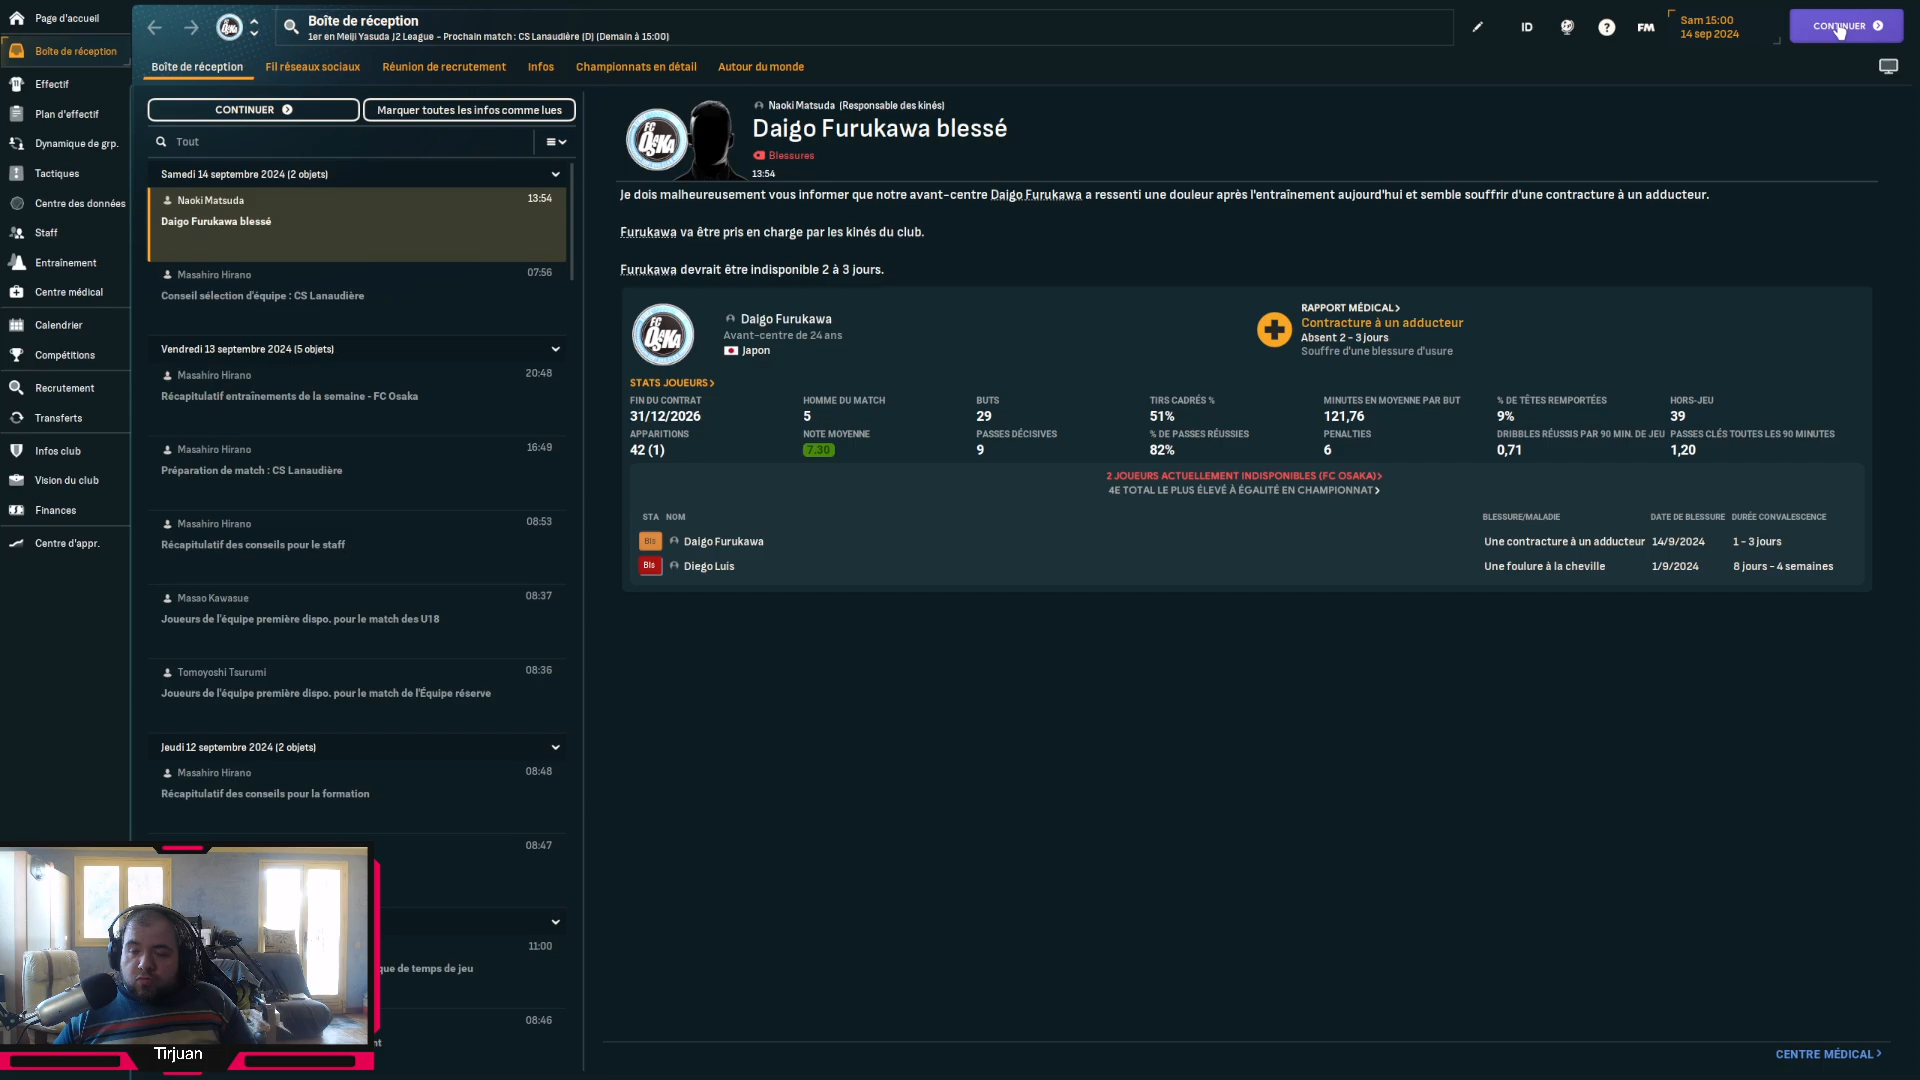 Page d'accueil
Boîte de réception
Effectif
Plan d'effectif
Dynamique de grp.
Tactiques
Centre des données
Staff
Entraînement
Centre médical
Calendrier
Compétitions
Recrutement
Transferts
Infos club
Vision du club
Finances
Centre d'appr.
Boîte de réception
1er en Meiji Yasuda J2 League - Prochain match : CS Lanaudière (D) (Demain à 15:00)
ID
FM
Sam 15:00
14 sep 2024
CONTINUER
Boîte de réception
Fil réseaux sociaux
Réunion de recrutement
Infos
Championnats en détail
Autour du monde
CONTINUER
Marquer toutes les infos comme lues
Tout
Samedi 14 septembre 2024 (2 objets)
Naoki Matsuda 13:54
Daigo Furukawa blessé
Masahiro Hirano 07:56
Conseil sélection d'équipe : CS Lanaudière
Vendredi 13 septembre 2024 (5 objets)
Masahiro Hirano 20:48
Récapitulatif entraînements de la semaine - FC Osaka
Masahiro Hirano 16:49
Préparation de match : CS Lanaudière
Masahiro Hirano 08:53
Récapitulatif des conseils pour le staff
Masao Kawasue 08:37
Joueurs de l'équipe première dispo. pour le match des U18
Tomoyoshi Tsurumi 08:36
Joueurs de l'équipe première dispo. pour le match de l'Équipe réserve
Jeudi 12 septembre 2024 (2 objets)
Masahiro Hirano 08:48
Récapitulatif des conseils pour la formation
08:47
11:00
que de temps de jeu
08:46
nt
Tirjuan
FC OSAKA
Naoki Matsuda (Responsable des kinés)
Daigo Furukawa blessé
Blessures
13:54
Je dois malheureusement vous informer que notre avant-centre Daigo Furukawa a ressenti une douleur après l'entraînement aujourd'hui et semble souffrir d'une contracture à un adducteur.
Furukawa va être pris en charge par les kinés du club.
Furukawa devrait être indisponible 2 à 3 jours.
FC OSAKA
Daigo Furukawa
Avant-centre de 24 ans
Japon
RAPPORT MÉDICAL
Contracture à un adducteur
Absent 2 - 3 jours
Souffre d'une blessure d'usure
STATS JOUEURS
FIN DU CONTRAT HOMME DU MATCH BUTS TIRS CADRÉS % MINUTES EN MOYENNE PAR BUT % DE TÊTES REMPORTÉES HORS-JEU
31/12/2026 5 29 51% 121,76 9% 39
APPARITIONS NOTE MOYENNE PASSES DÉCISIVES % DE PASSES RÉUSSIES PENALTIES DRIBBLES RÉUSSIS PAR 90 MIN. DE JEU PASSES CLÉS TOUTES LES 90 MINUTES
42 (1) 7.30 9 82% 6 0,71 1,20
2 JOUEURS ACTUELLEMENT INDISPONIBLES (FC OSAKA)
4E TOTAL LE PLUS ÉLEVÉ À ÉGALITÉ EN CHAMPIONNAT
STA NOM BLESSURE/MALADIE DATE DE BLESSURE DURÉE CONVALESCENCE
Bls Daigo Furukawa Une contracture à un adducteur 14/9/2024 1 - 3 jours
Bls Diego Luis Une foulure à la cheville 1/9/2024 8 jours - 4 semaines
CENTRE MÉDICAL